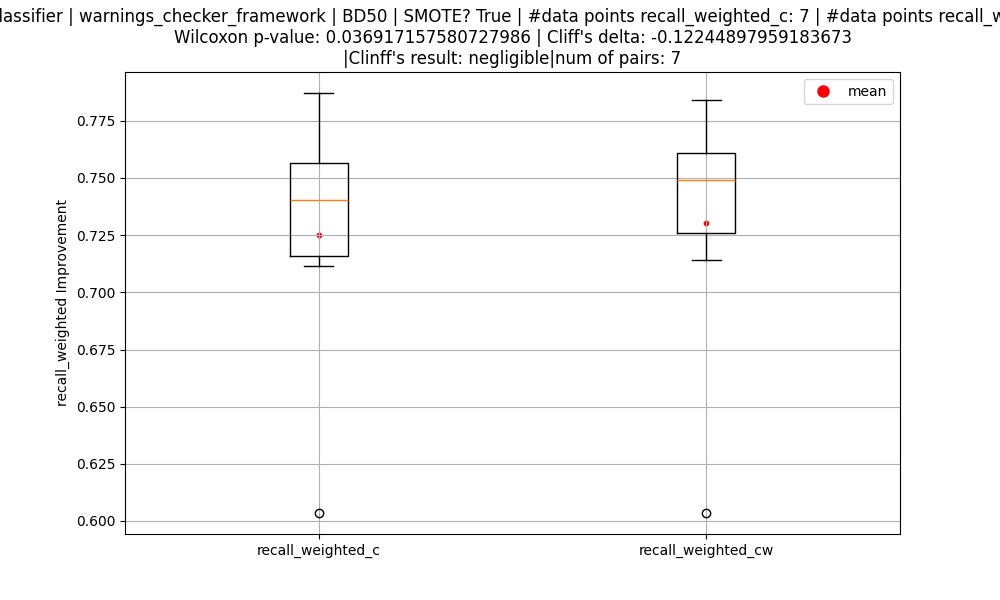 | warnings_checker_framework | BD50 | SMOTE? True | #data points recall_weighted_c: 7 | #data points
Wilcoxon p-value: 0.036917157580727986 | Cliff's delta: -0.12244897959183673
|Clinff's result: negligible|num of pairs: 7
mean
0.775
0.750
0.725
0.700
0.675
0.650
0.625
0.600
recall_weighted Improvement
recall_weighted_c
recall_weighted_cw